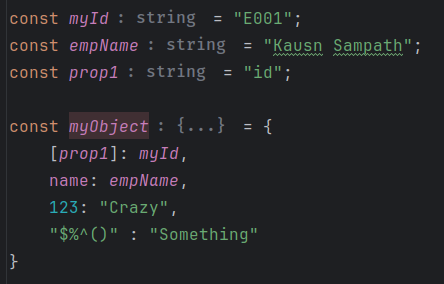 const myId : string = "E001";
const empName : string = "Kausn Sampath";
const prop1 : string = "id";
const myObject : {...} = {
[prop1]: myId,
name: empName,
123: "Crazy",
"$%^()" : "Something"
}